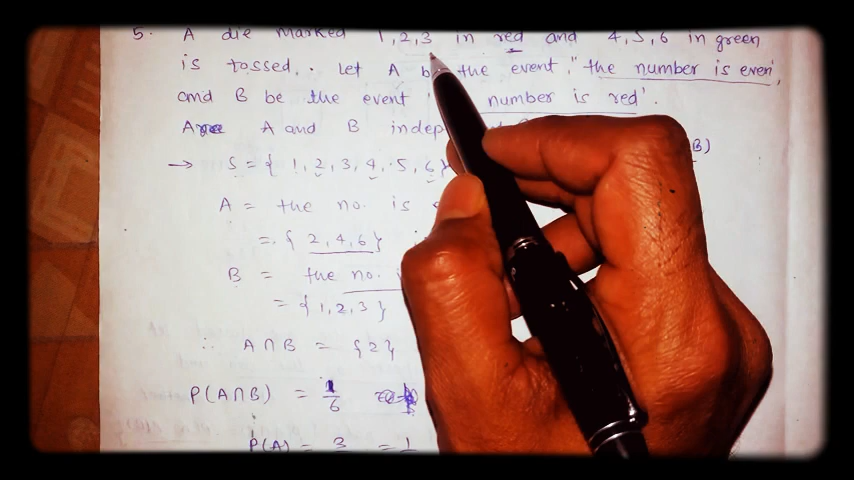 5. A die marked 1, 2, 3 in red and 4, 5, 6 in green
is tossed. Let A b the event, "the number is even",
and B be the event number is red'.
Are A and B indep
→ S = { 1, 2, 3, 4, 5, 6 } B)
A = the no. is
= { 2, 4, 6 }
B = the no.
= { 1, 2, 3 }
∴ A∩B = {2}
P(A∩B) = 1/6
P(A) = 3 = 1